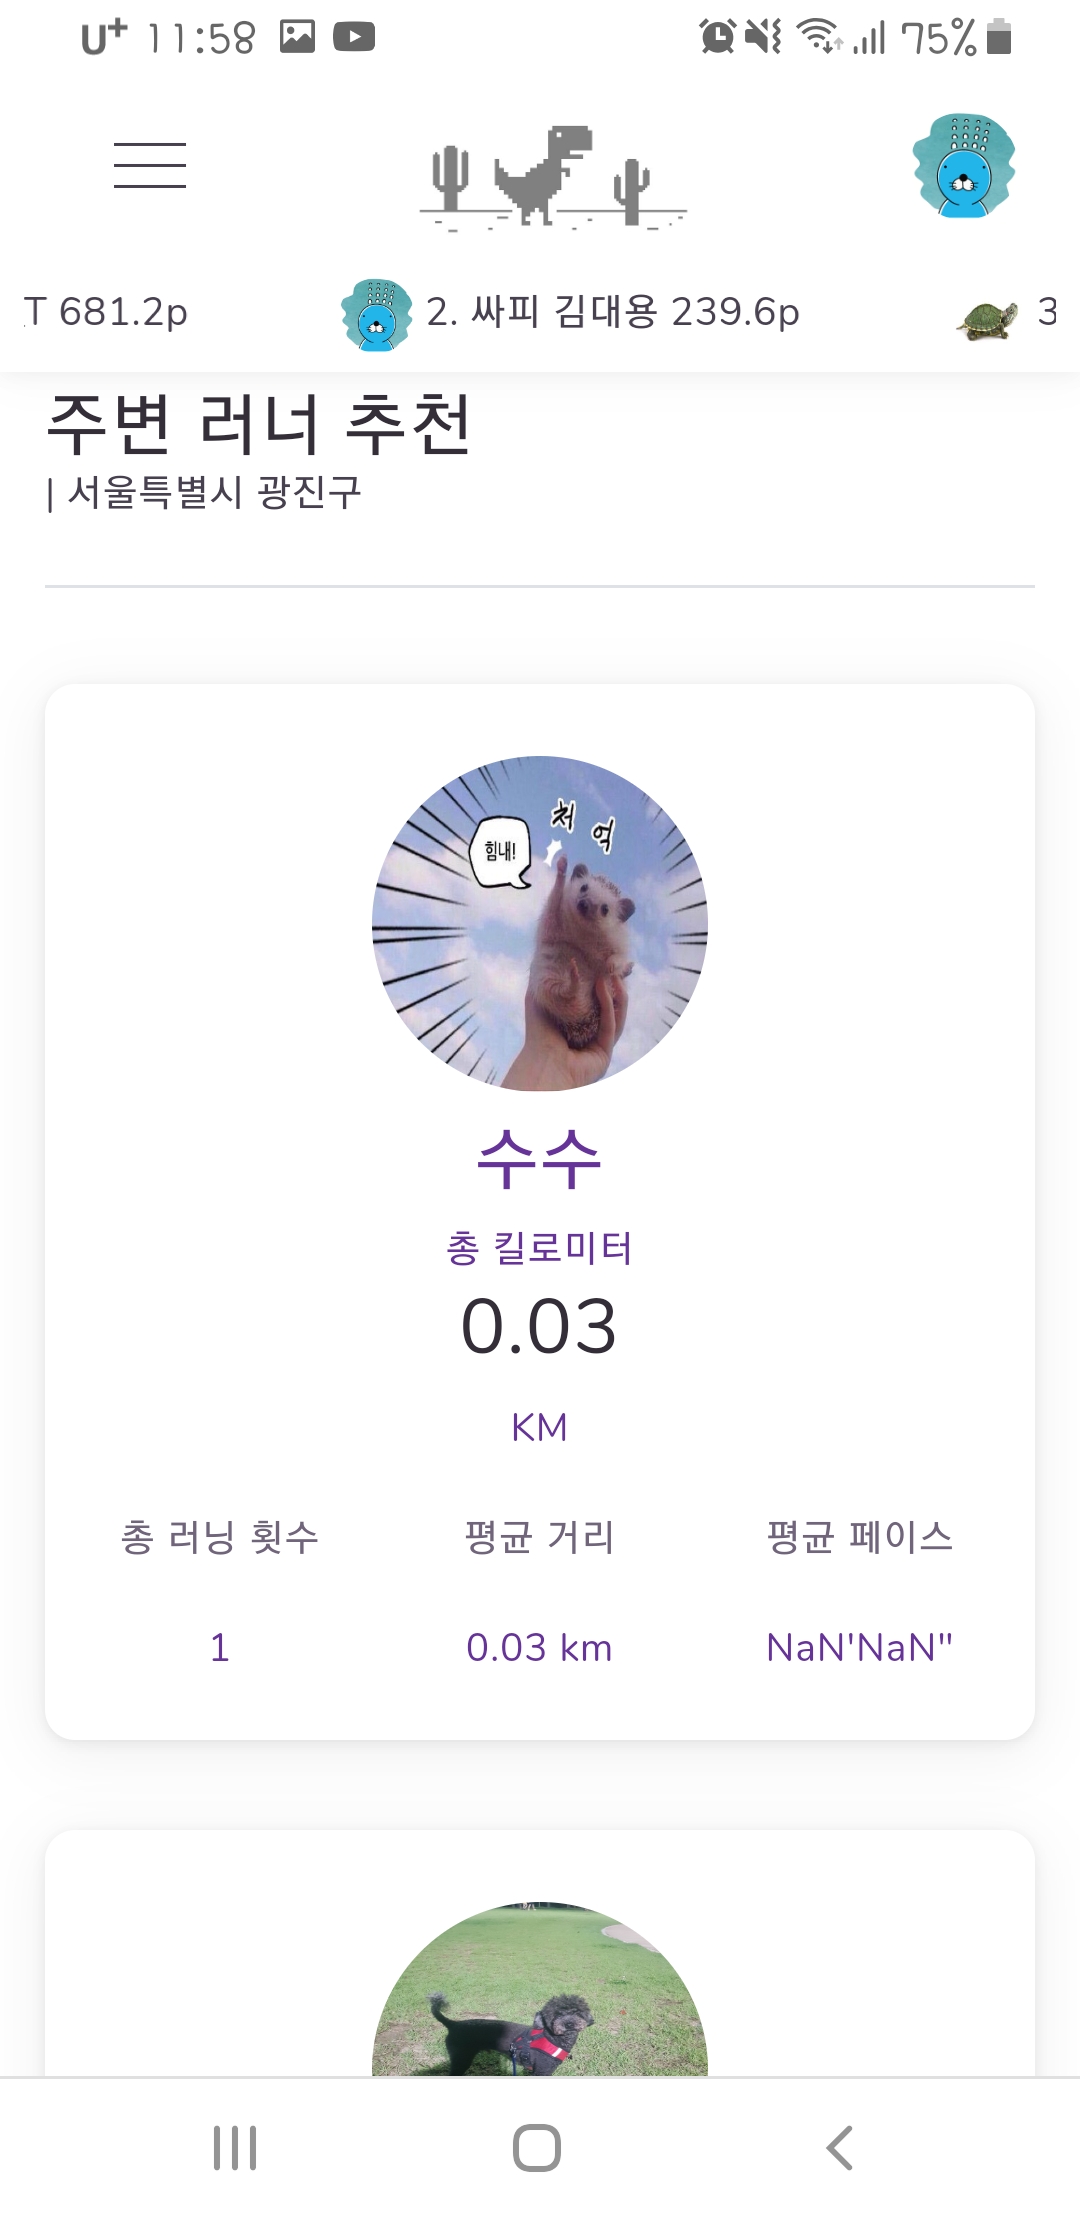 U+ 11:58 75%
T 681.2p 2. 싸피 김대용 239.6p 3
주변 러너 추천
| 서울특별시 광진구
처 억
힘내!
수수
총 킬로미터
0.03
KM
총 러닝 횟수 평균 거리 평균 페이스
1 0.03 km NaN'NaN"